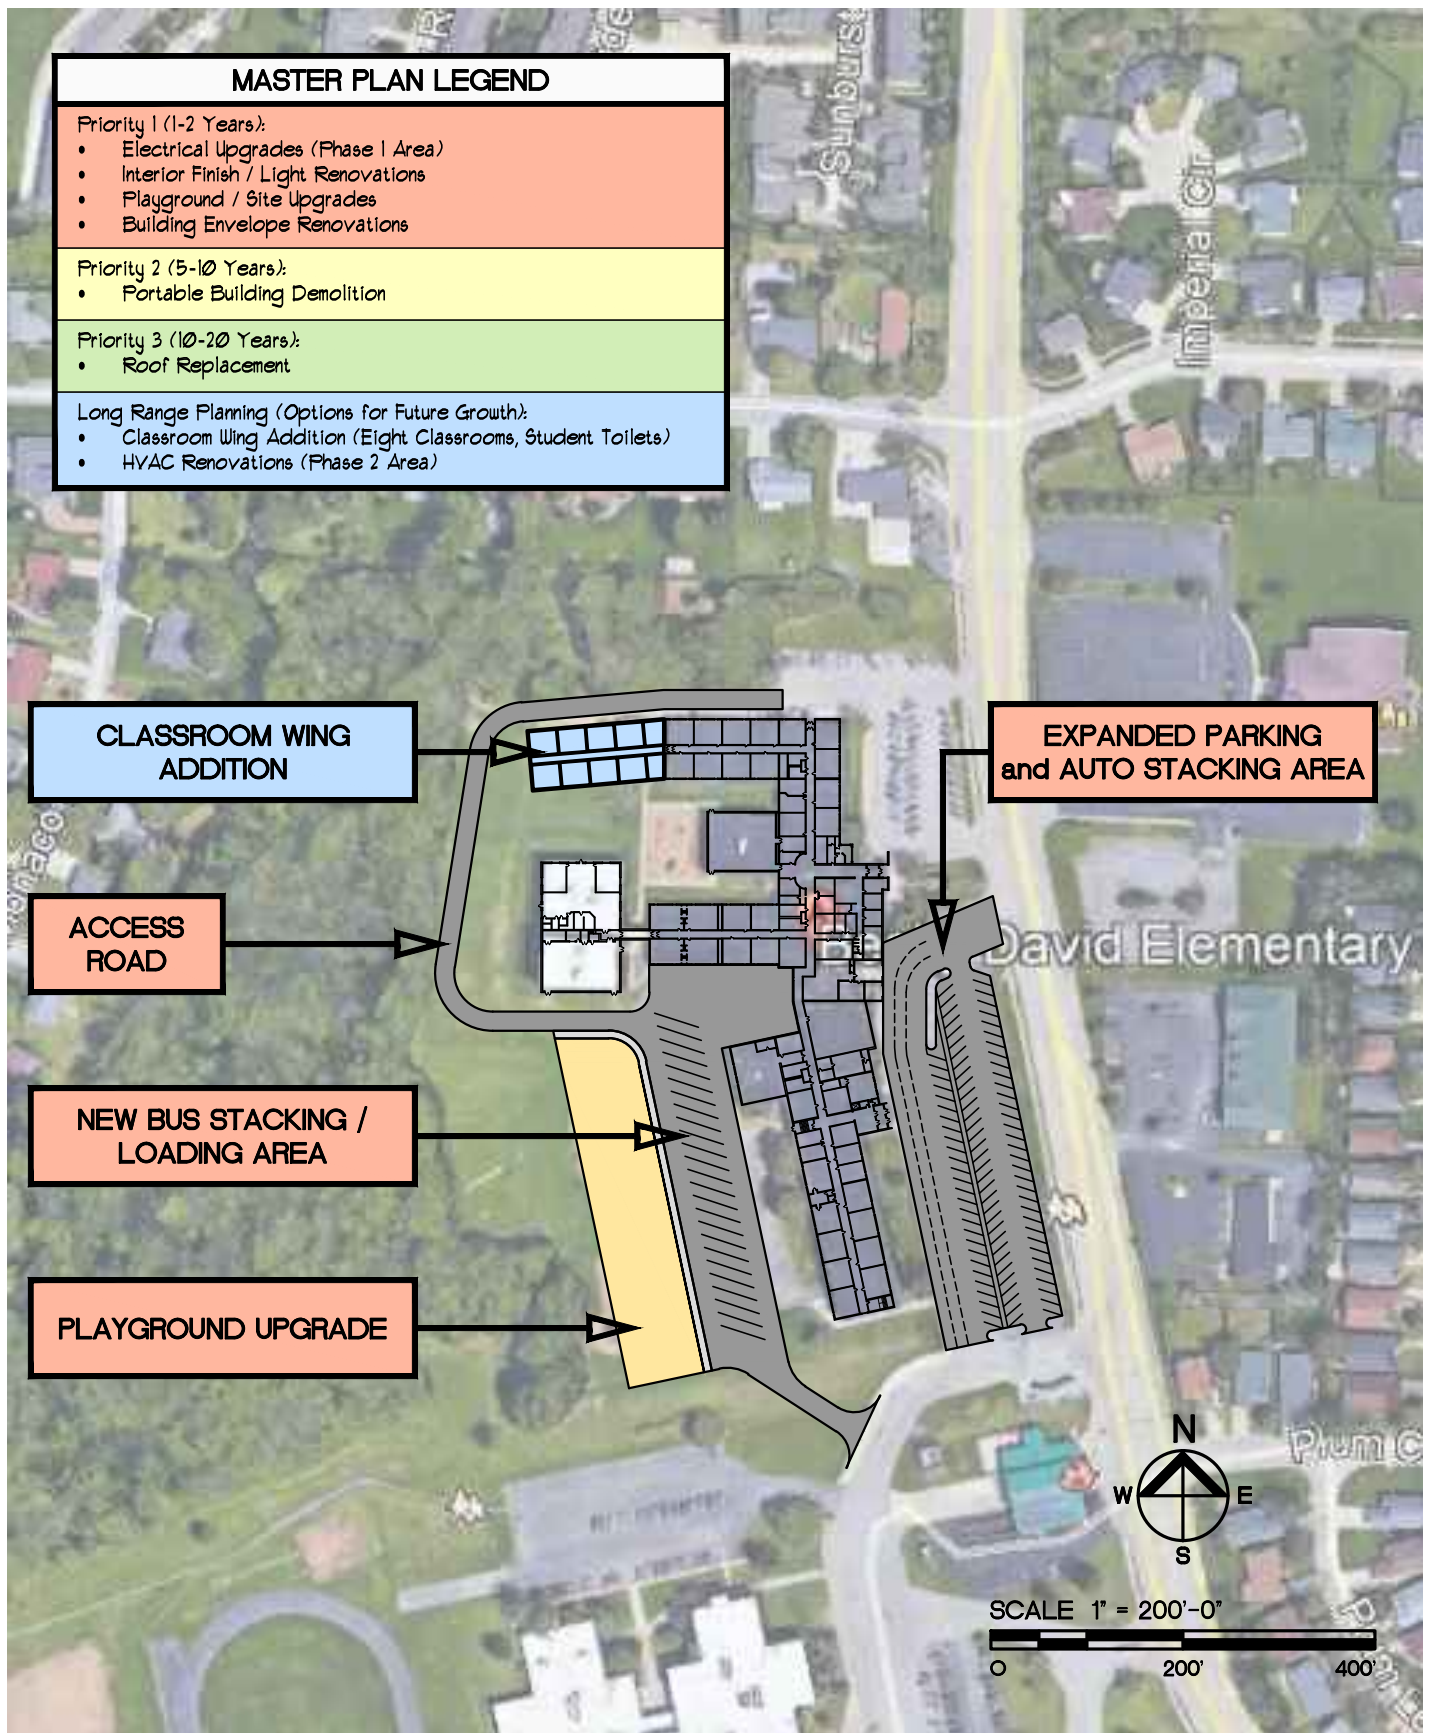 MASTER PLAN LEGEND
Priority 1 (1-2 Years):
• Electrical Upgrades (Phase 1 Area)
• Interior Finish / Light Renovations
• Playground / Site Upgrades
• Building Envelope Renovations
Priority 2 (5-10 Years):
• Portable Building Demolition
Priority 3 (10-20 Years):
• Roof Replacement
Long Range Planning (Options for Future Growth):
• Classroom Wing Addition (Eight Classrooms, Student Toilets)
• HVAC Renovations (Phase 2 Area)
Sunburst
Imperial Cir
CLASSROOM WING
ADDITION
EXPANDED PARKING
and AUTO STACKING AREA
ACCESS
ROAD
David Elementary
NEW BUS STACKING /
LOADING AREA
PLAYGROUND UPGRADE
N
W E
S
Plum C
SCALE 1" = 200'-0"
0 200' 400'